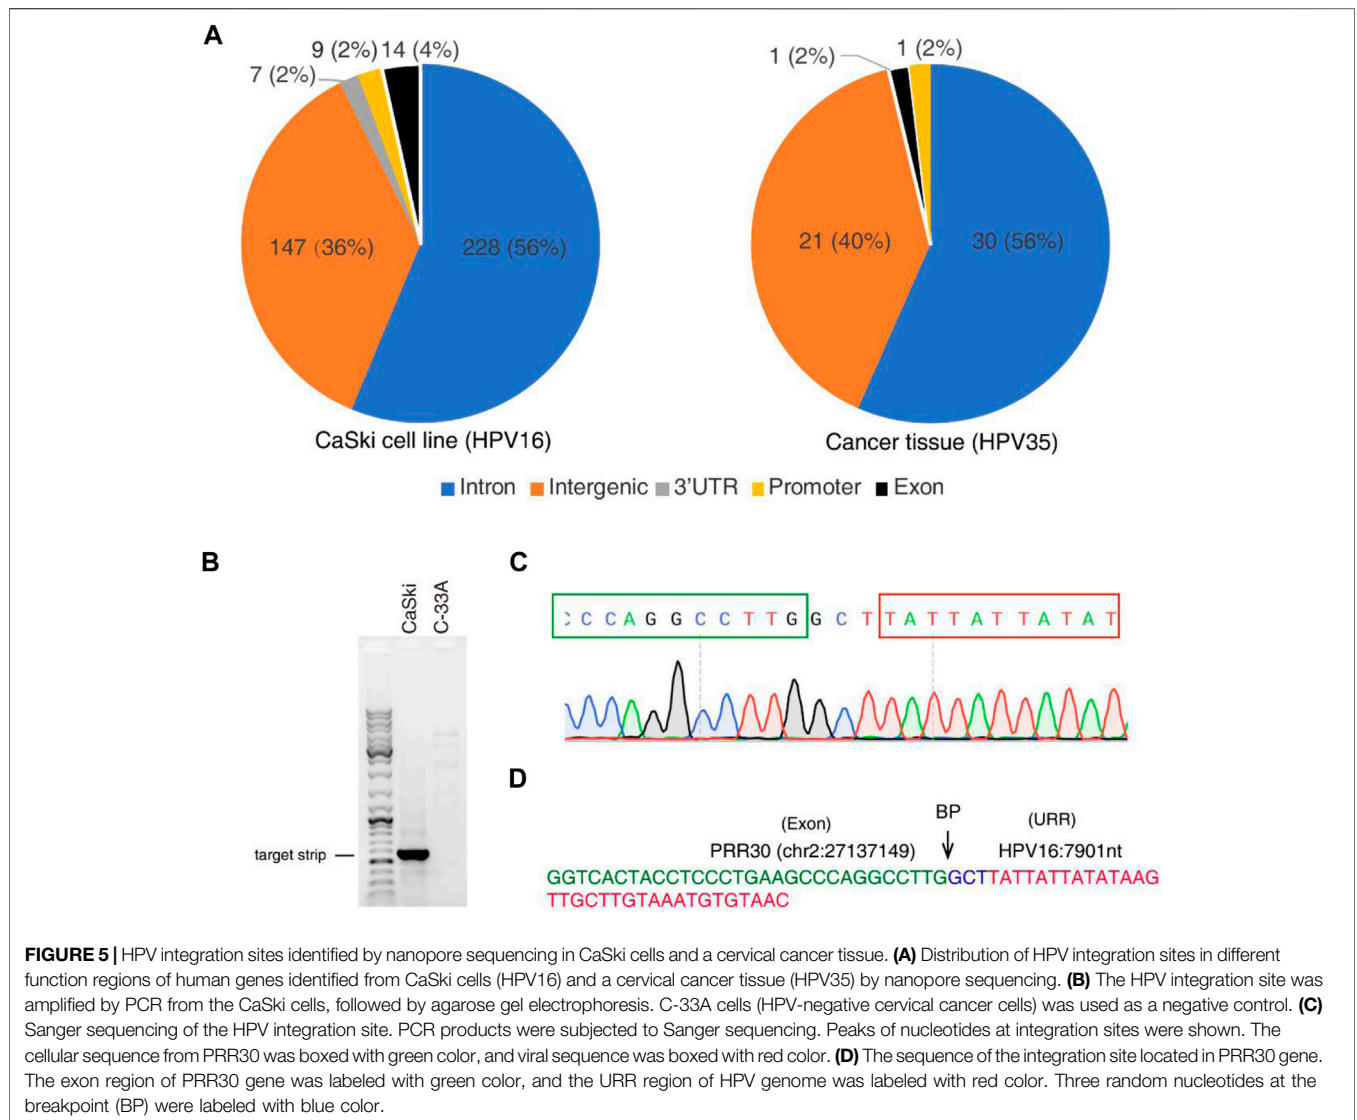 A
9 (2%) 14 (4%)
7 (2%)
147 (36%)
228 (56%)
CaSki cell line (HPV16)
1 (2%)
1 (2%)
21 (40%)
30 (56%)
Cancer tissue (HPV35)
Intron Intergenic 3'UTR Promoter Exon
B
CaSki
C-33A
target strip
C
C C A G G C C T T G G C T T A T T A T T A T A T
D
BP
(Exon)
(URR)
PRR30 (chr2:27137149)
HPV16:7901nt
GGTCACTACCTCCCTGAAGCCCAGGCCTTGGCTTATTATTATATAAG
TTGCTTGTAAATGTGTAAC
FIGURE 5 | HPV integration sites identified by nanopore sequencing in CaSki cells and a cervical cancer tissue. (A) Distribution of HPV integration sites in different
function regions of human genes identified from CaSki cells (HPV16) and a cervical cancer tissue (HPV35) by nanopore sequencing. (B) The HPV integration site was
amplified by PCR from the CaSki cells, followed by agarose gel electrophoresis. C-33A cells (HPV-negative cervical cancer cells) was used as a negative control. (C)
Sanger sequencing of the HPV integration site. PCR products were subjected to Sanger sequencing. Peaks of nucleotides at integration sites were shown. The
cellular sequence from PRR30 was boxed with green color, and viral sequence was boxed with red color. (D) The sequence of the integration site located in PRR30 gene.
The exon region of PRR30 gene was labeled with green color, and the URR region of HPV genome was labeled with red color. Three random nucleotides at the
breakpoint (BP) were labeled with blue color.